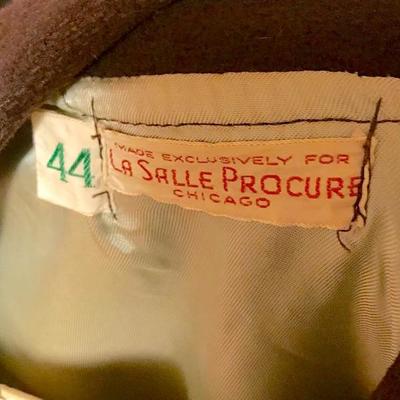 44
MADE EXCLUSIVELY FOR
LA SALLE PROCURE
CHICAGO